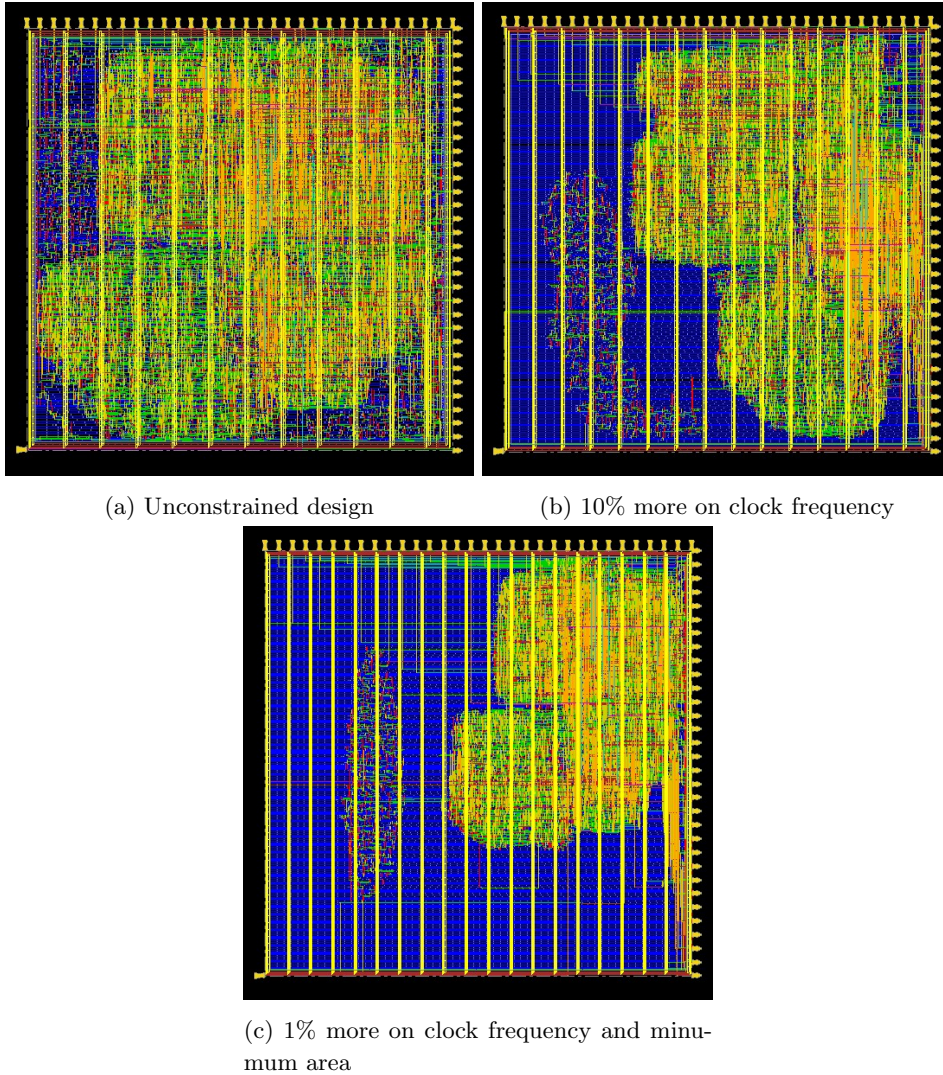 (a) Unconstrained design
(b) 10% more on clock frequency
(c) 1% more on clock frequency and minu-
mum area